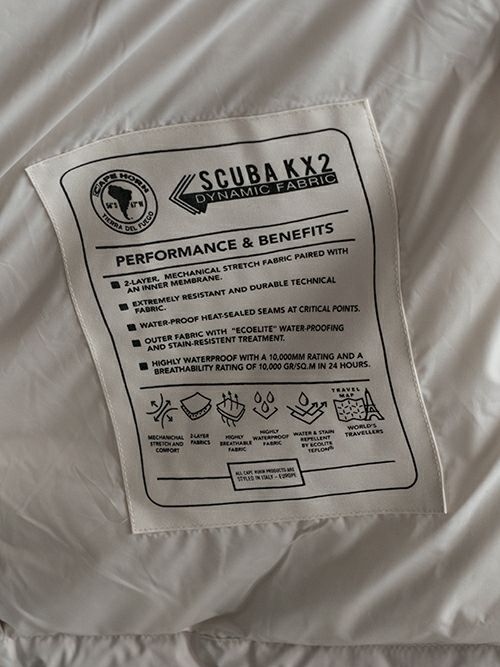 CAPE HORN
56°S 67°W
TIERRA DEL FUEGO
SCUBA KX2
DYNAMIC FABRIC
PERFORMANCE & BENEFITS
2-LAYER, MECHANICAL STRETCH FABRIC PAIRED WITH
AN INNER MEMBRANE.
EXTREMELY RESISTANT AND DURABLE TECHNICAL
FABRIC.
WATER-PROOF HEAT-SEALED SEAMS AT CRITICAL POINTS.
OUTER FABRIC WITH "ECOELITE" WATER-PROOFING
AND STAIN-RESISTENT TREATMENT.
HIGHLY WATERPROOF WITH A 10,000MM RATING AND A
BREATHABILITY RATING OF 10,000 GR/SQ.M IN 24 HOURS.
TRAVEL
MAP
MECHANICHAL
STRETCH AND
COMFORT
2-LAYER
FABRICS
HIGHLY
BREATHABLE
FABRIC
HIGHLY
WATERPROOF
FABRIC
WATER & STAIN
REPELLENT
BY ECOLITE
TEFLON®
WORLD'S
TRAVELLERS
ALL CAPE HORN PRODUCTS ARE
STYLED IN ITALY - EUROPE